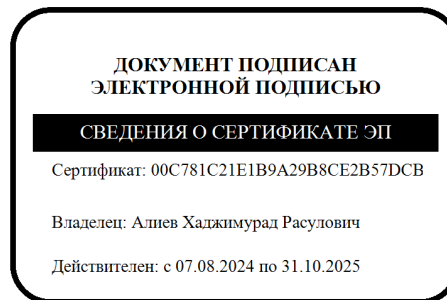 ДОКУМЕНТ ПОДПИСАН
ЭЛЕКТРОННОЙ ПОДПИСЬЮ
СВЕДЕНИЯ О СЕРТИФИКАТЕ ЭП
Сертификат: 00C781C21E1B9A29B8CE2B57DCB
Владелец: Алиев Хаджимурад Расулович
Действителен: с 07.08.2024 по 31.10.2025